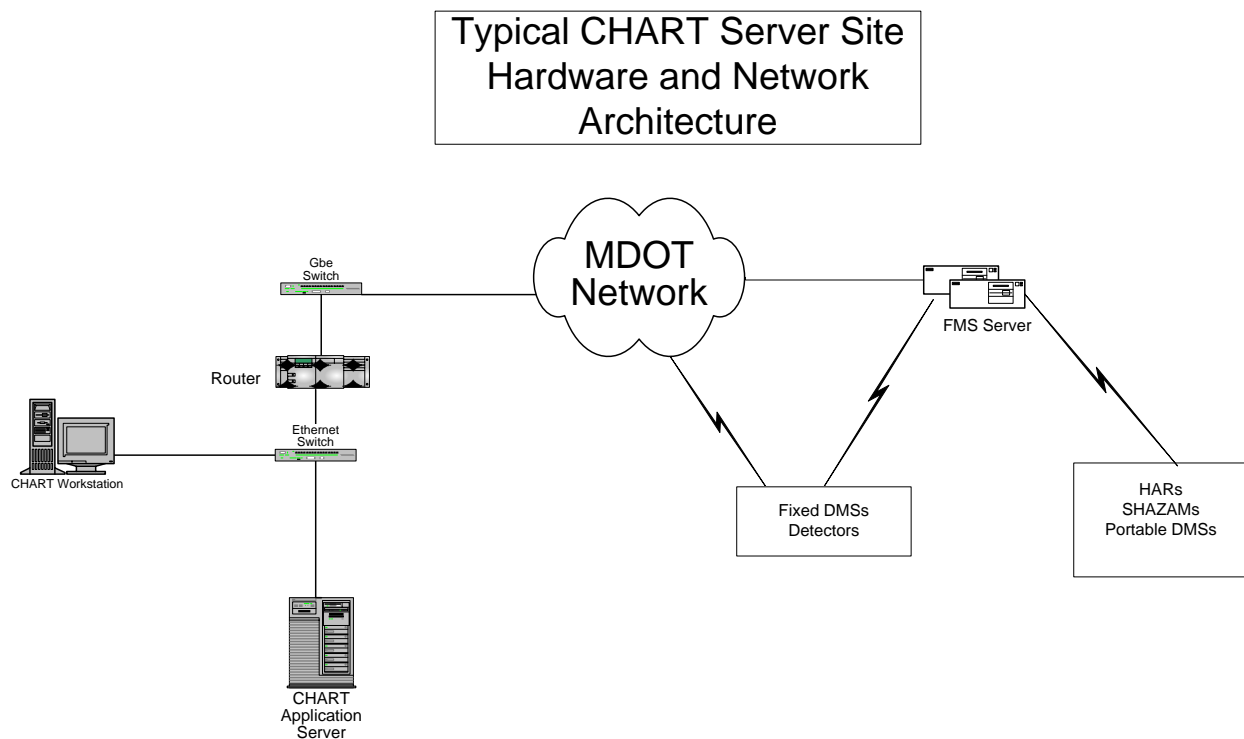 Typical CHART Server Site
Hardware and Network
Architecture
MDOT
Network
Gbe
Switch
FMS Server
Router
Ethernet
Switch
CHART Workstation
Fixed DMSs
Detectors
HARs
SHAZAMs
Portable DMSs
CHART
Application
Server